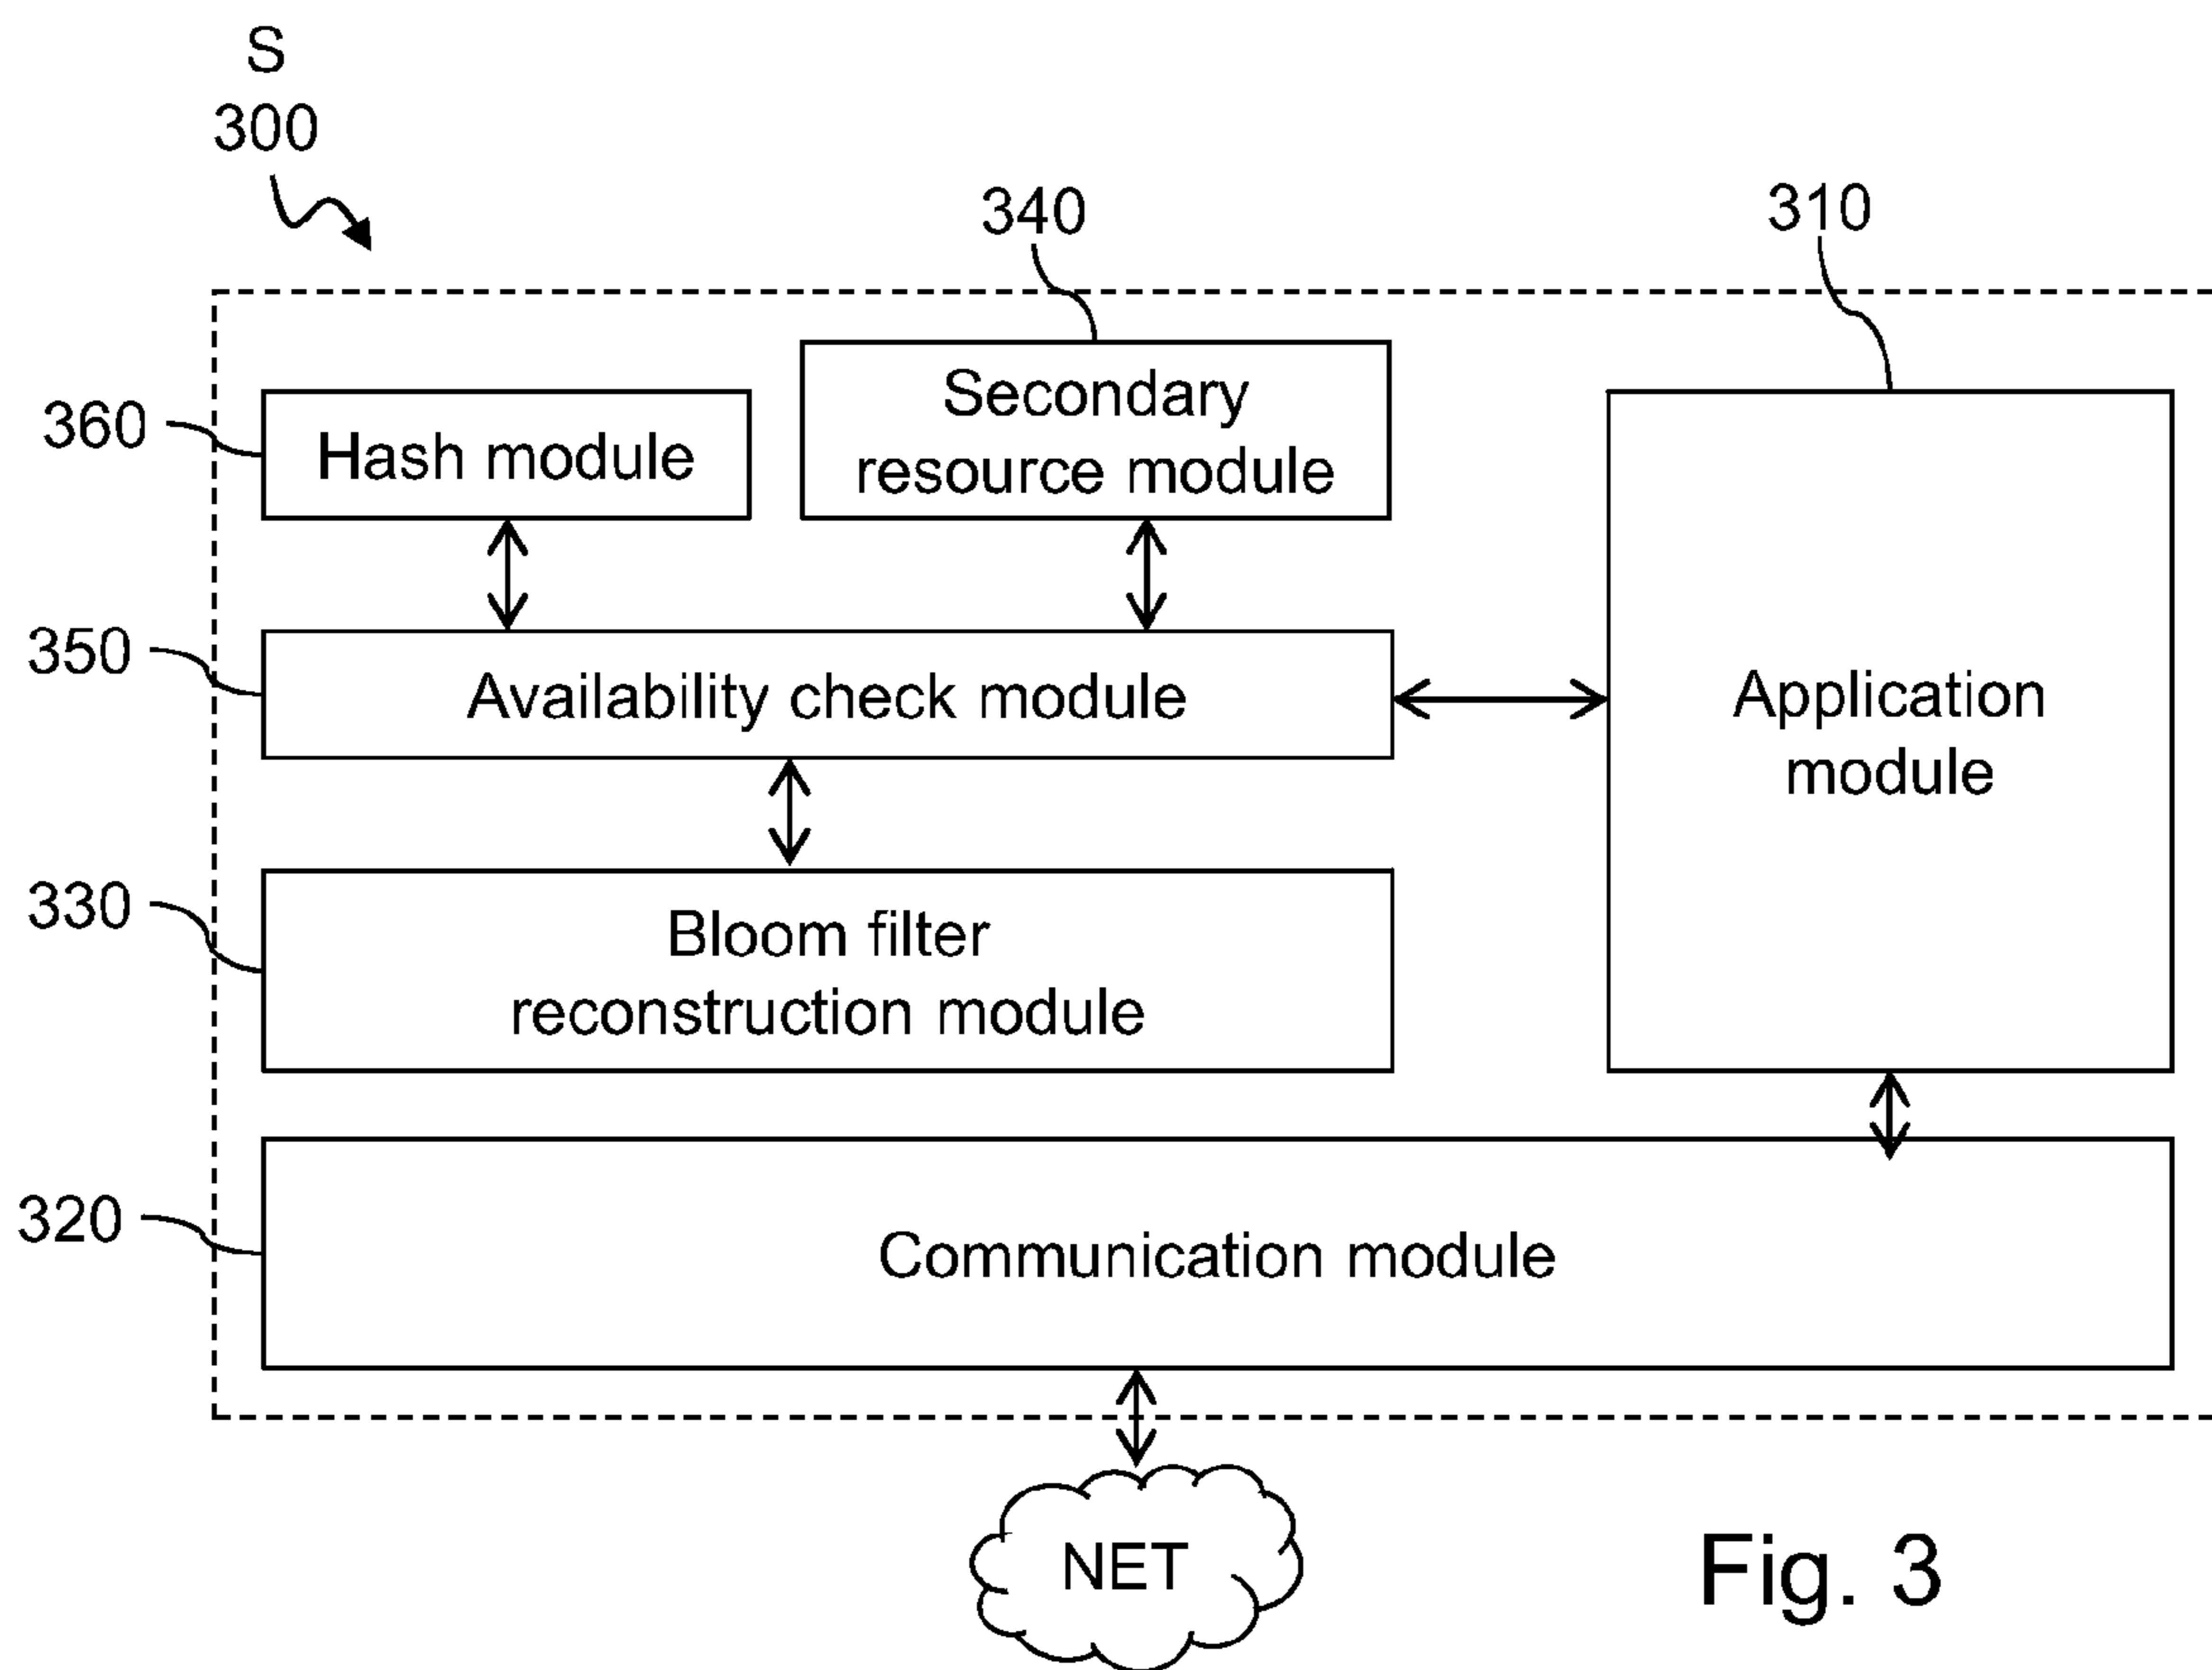 S
300
340
310
360
Hash module
Secondary
resource module
350
Availability check module
Application
module
330
Bloom filter
reconstruction module
320
Communication module
NET
Fig. 3